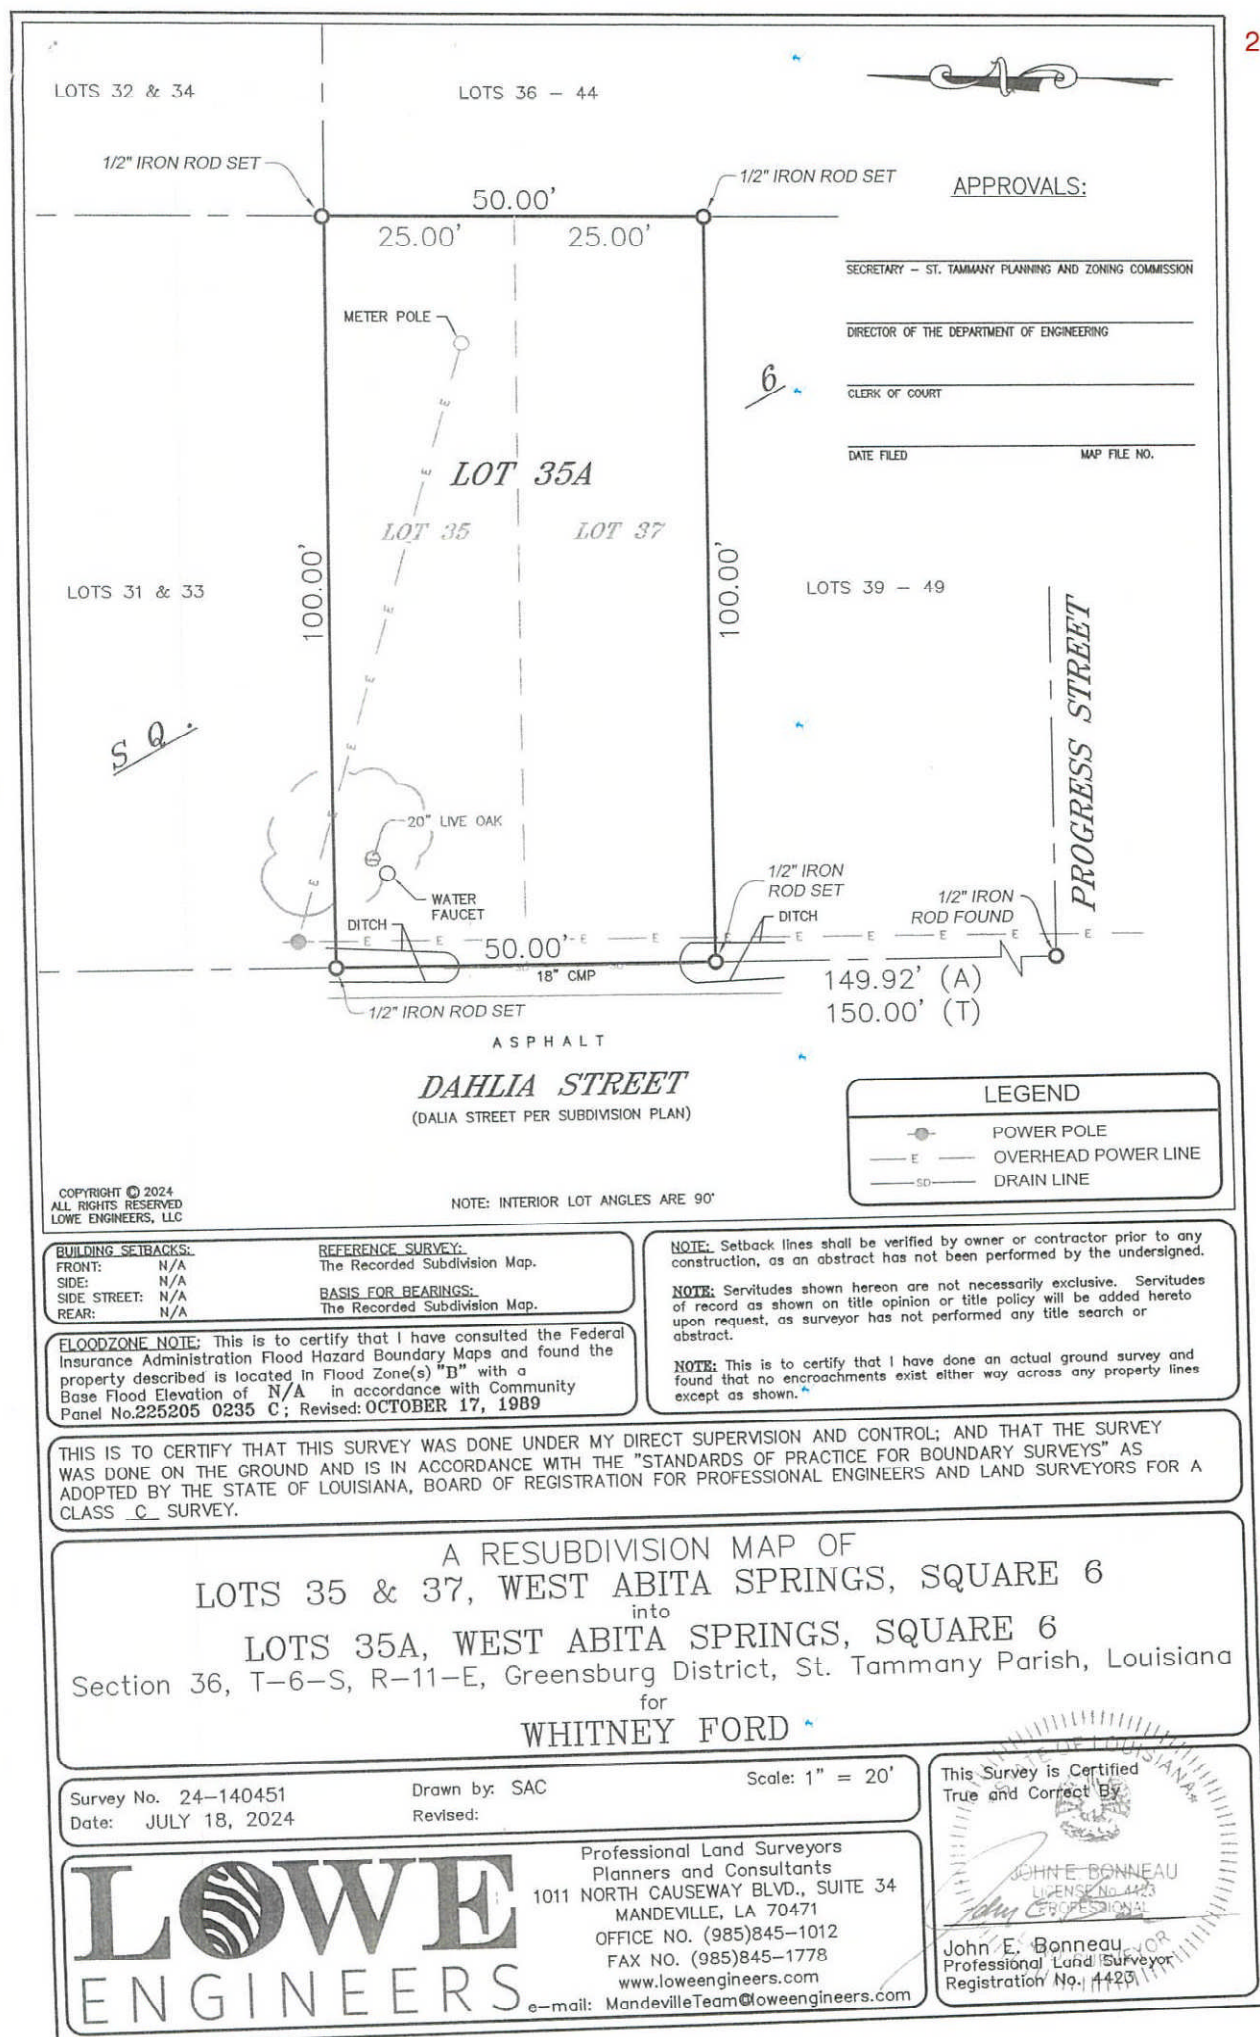 2
LOTS 32 & 34
LOTS 36 - 44
1/2" IRON ROD SET
1/2" IRON ROD SET
50.00'
25.00'
25.00'
APPROVALS:
SECRETARY - ST. TAMMANY PLANNING AND ZONING COMMISSION
DIRECTOR OF THE DEPARTMENT OF ENGINEERING
CLERK OF COURT
DATE FILED
MAP FILE NO.
METER POLE
6
LOT 35A
LOT 35
LOT 37
100.00'
100.00'
LOTS 31 & 33
LOTS 39 - 49
PROGRESS STREET
SQ.
20" LIVE OAK
WATER
FAUCET
DITCH
1/2" IRON
ROD SET
DITCH
1/2" IRON
ROD FOUND
E E E E E E E E
E E E E E E E E E
50.00'
18" CMP
SD SD
149.92' (A)
150.00' (T)
1/2" IRON ROD SET
ASPHALT
DAHLIA STREET
(DALIA STREET PER SUBDIVISION PLAN)
LEGEND
POWER POLE
E OVERHEAD POWER LINE
SD DRAIN LINE
COPYRIGHT © 2024
ALL RIGHTS RESERVED
LOWE ENGINEERS, LLC
NOTE: INTERIOR LOT ANGLES ARE 90°
BUILDING SETBACKS:
FRONT: N/A
SIDE: N/A
SIDE STREET: N/A
REAR: N/A
REFERENCE SURVEY:
The Recorded Subdivision Map.
BASIS FOR BEARINGS:
The Recorded Subdivision Map.
FLOODZONE NOTE: This is to certify that I have consulted the Federal
Insurance Administration Flood Hazard Boundary Maps and found the
property described is located in Flood Zone(s) "B" with a
Base Flood Elevation of N/A in accordance with Community
Panel No.225205 0235 C; Revised: OCTOBER 17, 1989
NOTE: Setback lines shall be verified by owner or contractor prior to any
construction, as an abstract has not been performed by the undersigned.
NOTE: Servitudes shown hereon are not necessarily exclusive. Servitudes
of record as shown on title opinion or title policy will be added hereto
upon request, as surveyor has not performed any title search or
abstract.
NOTE: This is to certify that I have done an actual ground survey and
found that no encroachments exist either way across any property lines
except as shown.
THIS IS TO CERTIFY THAT THIS SURVEY WAS DONE UNDER MY DIRECT SUPERVISION AND CONTROL; AND THAT THE SURVEY
WAS DONE ON THE GROUND AND IS IN ACCORDANCE WITH THE "STANDARDS OF PRACTICE FOR BOUNDARY SURVEYS" AS
ADOPTED BY THE STATE OF LOUISIANA, BOARD OF REGISTRATION FOR PROFESSIONAL ENGINEERS AND LAND SURVEYORS FOR A
CLASS C SURVEY.
A RESUBDIVISION MAP OF
LOTS 35 & 37, WEST ABITA SPRINGS, SQUARE 6
into
LOTS 35A, WEST ABITA SPRINGS, SQUARE 6
Section 36, T-6-S, R-11-E, Greensburg District, St. Tammany Parish, Louisiana
for
WHITNEY FORD
Survey No. 24-140451
Date: JULY 18, 2024
Drawn by: SAC
Revised:
Scale: 1" = 20'
This Survey is Certified
True and Correct By
STATE OF LOUISIANA
JOHN E. BONNEAU
LICENSE No. 4423
PROFESSIONAL
SURVEYOR
John E. Bonneau
Professional Land Surveyor
Registration No. 4423
LOWE
ENGINEERS
Professional Land Surveyors
Planners and Consultants
1011 NORTH CAUSEWAY BLVD., SUITE 34
MANDEVILLE, LA 70471
OFFICE NO. (985)845-1012
FAX NO. (985)845-1778
www.loweengineers.com
e-mail: MandevilleTeam@loweengineers.com